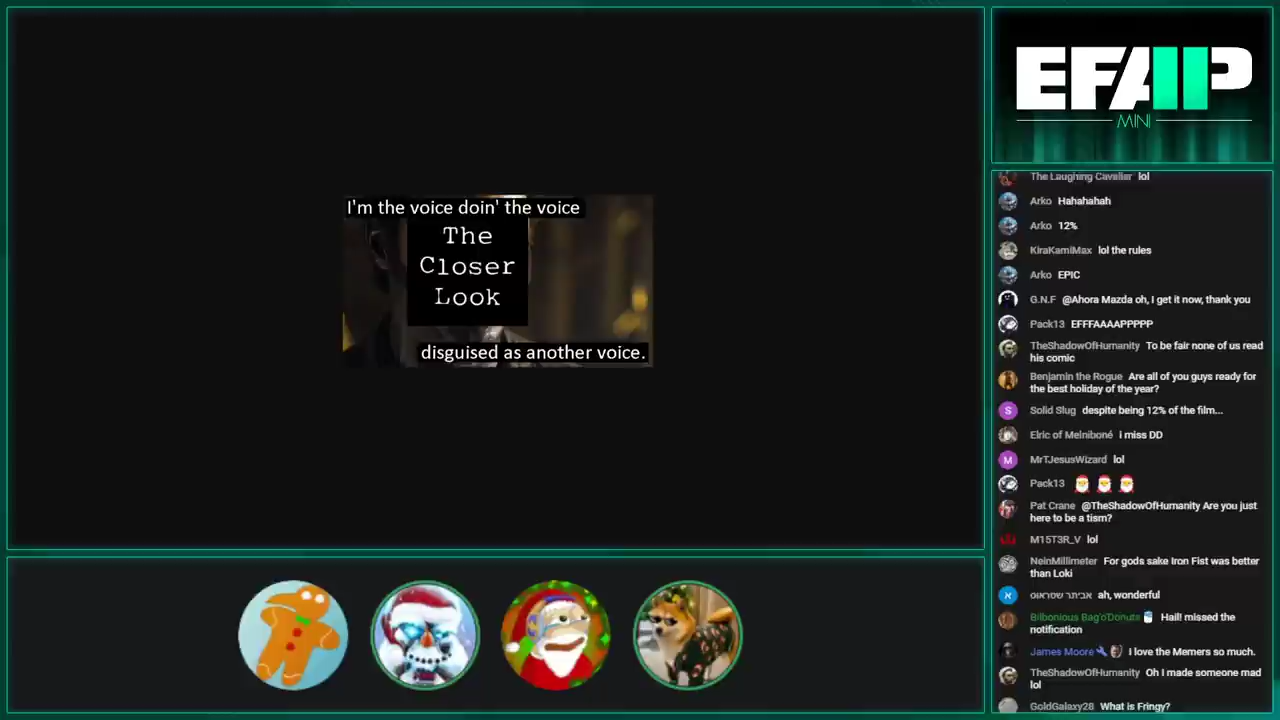 I'm the voice doin' the voice
The
Closer
Look
disguised as another voice.
EFAP
MINI
The Laughing Cavalier lol
Arko Hahahahah
Arko 12%
KiraKamiMax lol the rules
Arko EPIC
G.N.F @Ahora Mazda oh, I get it now, thank you
Pack13 EFFFAAAAPPPPP
TheShadowOfHumanity To be fair none of us read
his comic
Benjamin the Rogue Are all of you guys ready for
the best holiday of the year?
S
Solid Slug despite being 12% of the film...
Elric of Melniboné i miss DD
M
MrTJesusWizard lol
Pack13 🎅 🎅 🎅
Pat Crane @TheShadowOfHumanity Are you just
here to be a tism?
M15T3R_V lol
NeinMillimeter For gods sake Iron Fist was better
than Loki
א
אביתר שטראוס ah, wonderful
Bilbonious Bag'o'Donuts Hail! missed the
notification
James Moore I love the Memers so much.
TheShadowOfHumanity Oh I made someone mad
lol
GoldGalaxy28 What is Fringy?